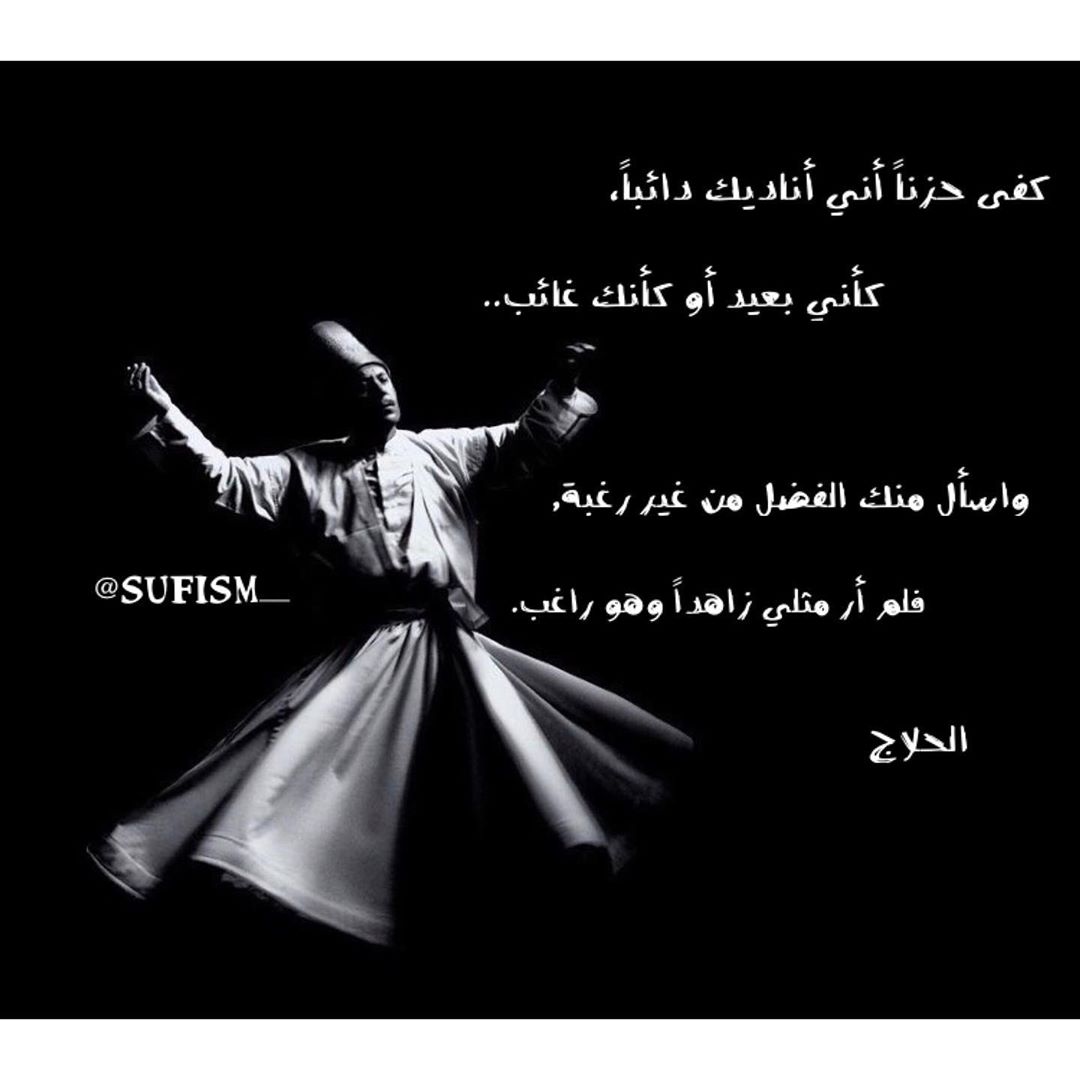 كفى حزناً أني أناديك دائباً،
كأني بعيد أو كأنك غائب..
واسأل منك الفضل من غير رغبة,
فلم أر مثلي زاهداً وهو راغب.
@SUFISM__
الحلاج